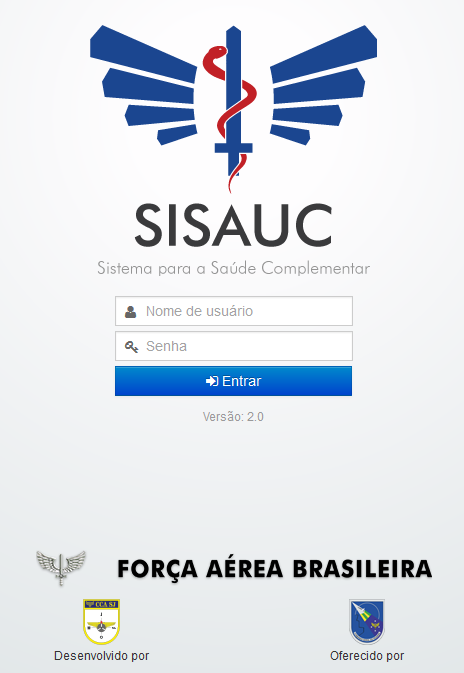 SISAUC
Sistema para a Saúde Complementar
Nome de usuário
Senha
Entrar
Versão: 2.0
FORÇA AÉREA BRASILEIRA
CCA SJ
Desenvolvido por
Oferecido por